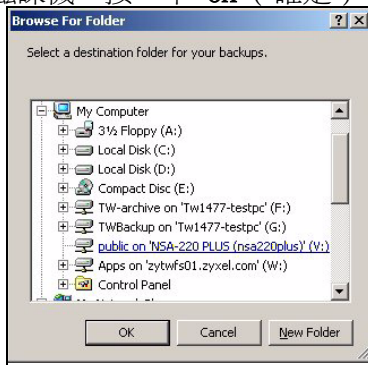 Browse For Folder
Select a destination folder for your backups.
My Computer
3½ Floppy (A:)
Local Disk (C:)
Local Disk (D:)
Compact Disc (E:)
TW-archive on 'Tw1477-testpc' (F:)
TWBackup on 'Tw1477-testpc' (G:)
public on 'NSA-220 PLUS (nsa220plus)' (V:)
Apps on 'zytwfs01.zyxel.com' (W:)
Control Panel
OK Cancel New Folder